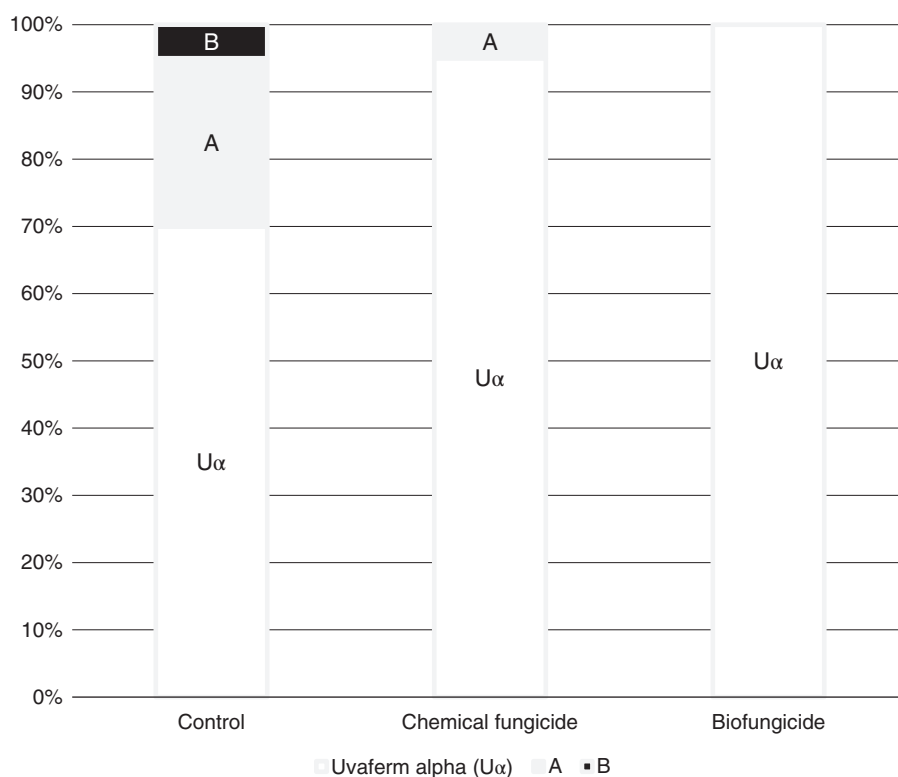 100%
B
A
90%
A
80%
70%
60%
50%
Uα
Uα
40%
Uα
30%
20%
10%
0%
Control Chemical fungicide Biofungicide
Uvaferm alpha (Uα) A B